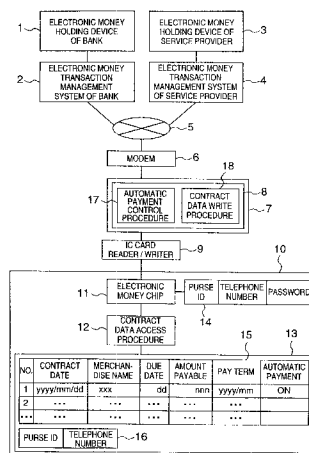 1
ELECTRONIC MONEY
HOLDING DEVICE
OF BANK
ELECTRONIC MONEY
HOLDING DEVICE OF
SERVICE PROVIDER
3
2
ELECTRONIC MONEY
TRANSACTION
MANAGEMENT
SYSTEM OF BANK
ELECTRONIC MONEY
TRANSACTION
MANAGEMENT SYSTEM
OF SERVICE PROVIDER
4
5
MODEM
6
18
17
AUTOMATIC
PAYMENT
CONTROL
PROCEDURE
CONTRACT
DATA WRITE
PROCEDURE
8
7
IC CARD
READER / WRITER
9
10
11
ELECTRONIC
MONEY CHIP
PURSE ID
TELEPHONE NUMBER
PASSWORD
14
12
CONTRACT
DATA ACCESS
PROCEDURE
15
13
NO. CONTRACT DATE MERCHAN- DISE NAME DUE DATE AMOUNT PAYABLE PAY TERM AUTOMATIC PAYMENT
1 yyyy/mm/dd xxx dd nnn yyyy/mm ON
2 ... ... ... ... ... ...
... ... ... ... ... ... ...
PURSE ID TELEPHONE NUMBER 16